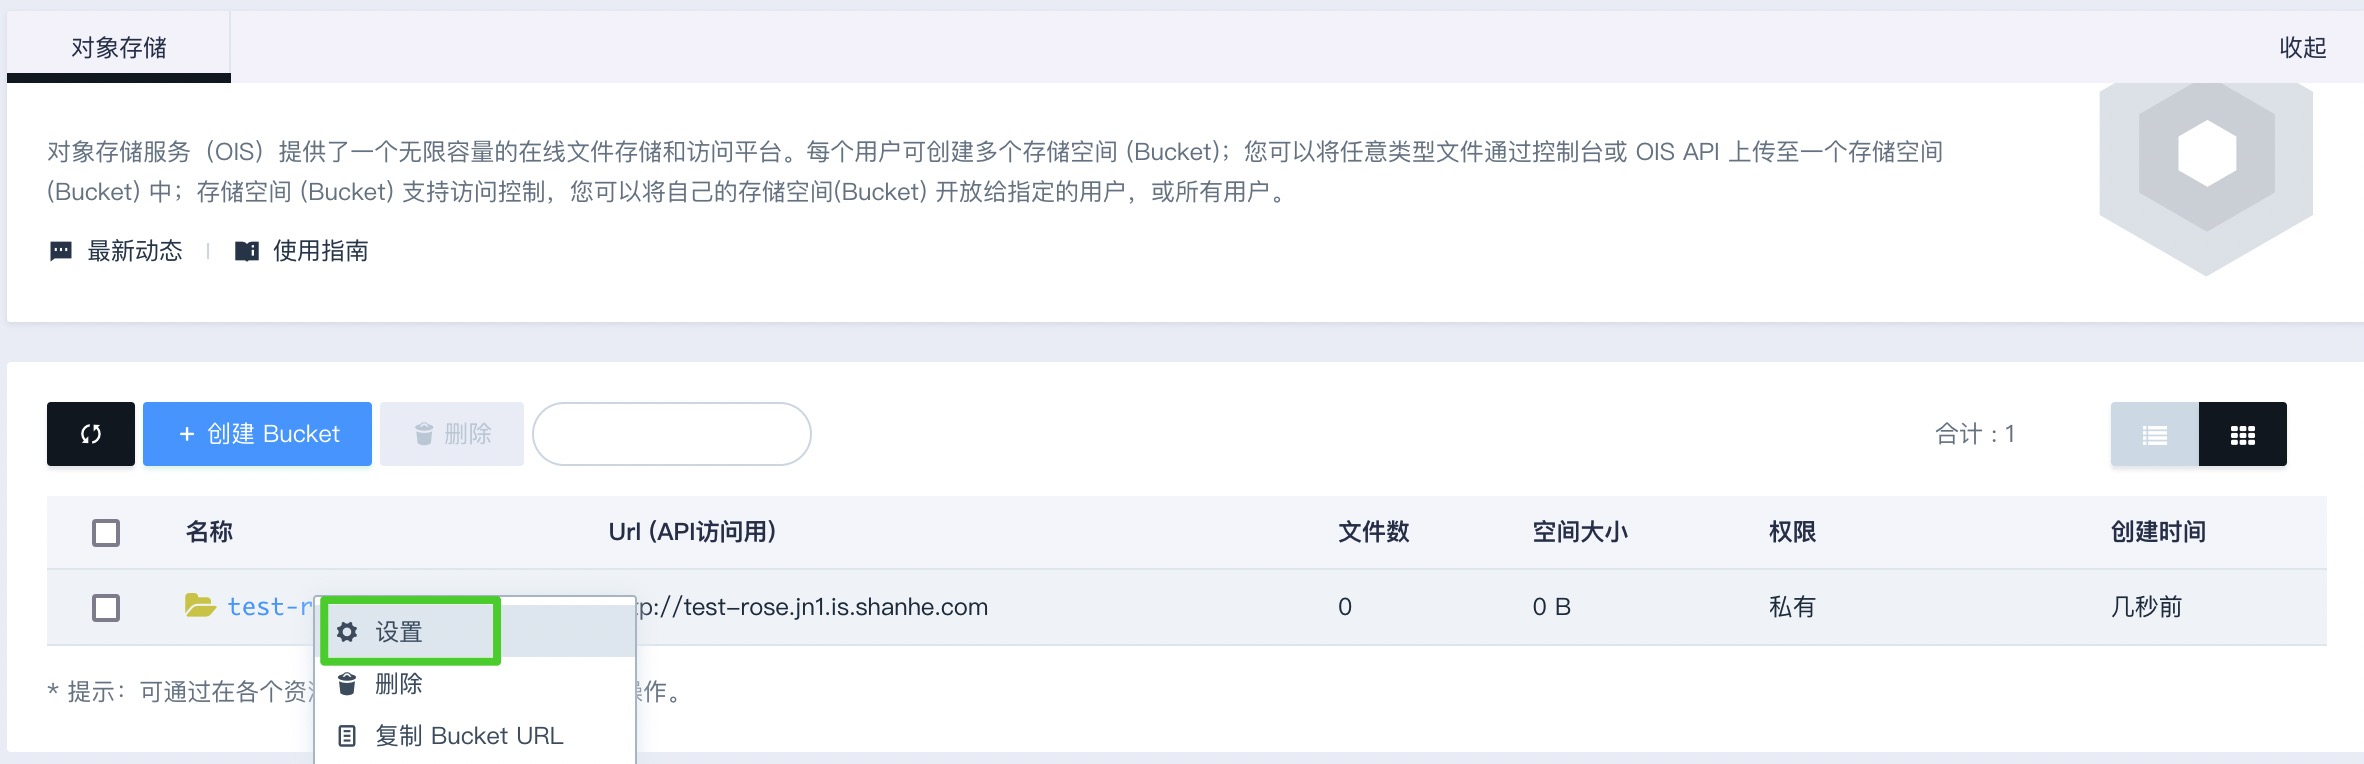 对象存储
收起
对象存储服务（OIS）提供了一个无限容量的在线文件存储和访问平台。每个用户可创建多个存储空间 (Bucket)；您可以将任意类型文件通过控制台或 OIS API 上传至一个存储空间
(Bucket) 中；存储空间 (Bucket) 支持访问控制，您可以将自己的存储空间(Bucket) 开放给指定的用户，或所有用户。
最新动态 使用指南
+ 创建 Bucket 删除 合计：1
名称 Url (API访问用) 文件数 空间大小 权限 创建时间
test-r tp://test-rose.jn1.is.shanhe.com 0 0 B 私有 几秒前
设置
删除
* 提示：可通过在各个资 作。
复制 Bucket URL